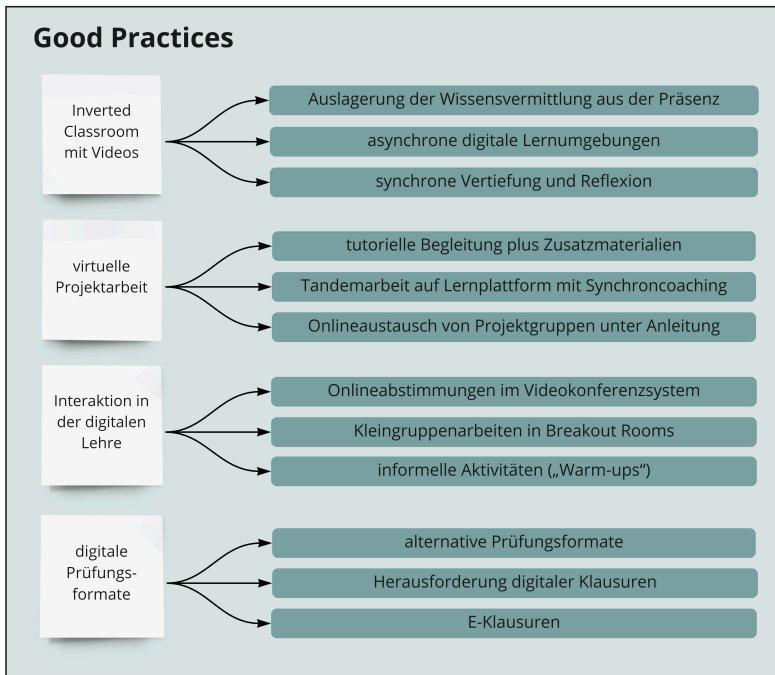 Good Practices
Inverted
Classroom
mit Videos
Auslagerung der Wissensvermittlung aus der Präsenz
asynchrone digitale Lernumgebungen
synchrone Vertiefung und Reflexion
virtuelle
Projektarbeit
tutorielle Begleitung plus Zusatzmaterialien
Tandemarbeit auf Lernplattform mit Synchroncoaching
Onlineaustausch von Projektgruppen unter Anleitung
Interaktion in
der digitalen
Lehre
Onlineabstimmungen im Videokonferenzsystem
Kleingruppenarbeiten in Breakout Rooms
informelle Aktivitäten („Warm-ups“)
digitale
Prüfungs-
formate
alternative Prüfungsformate
Herausforderung digitaler Klausuren
E-Klausuren